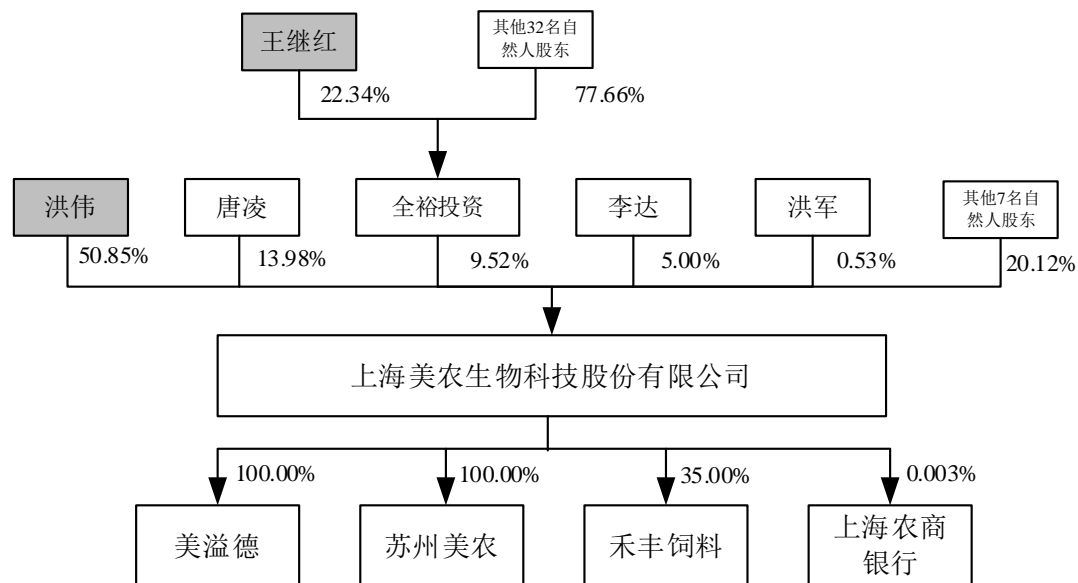 王继红
其他32名自
然人股东
22.34%
77.66%
洪伟
唐凌
全裕投资
李达
洪军
其他7名自
然人股东
50.85%
13.98%
9.52%
5.00%
0.53%
20.12%
上海美农生物科技股份有限公司
100.00%
100.00%
35.00%
0.003%
美溢德
苏州美农
禾丰饲料
上海农商
银行